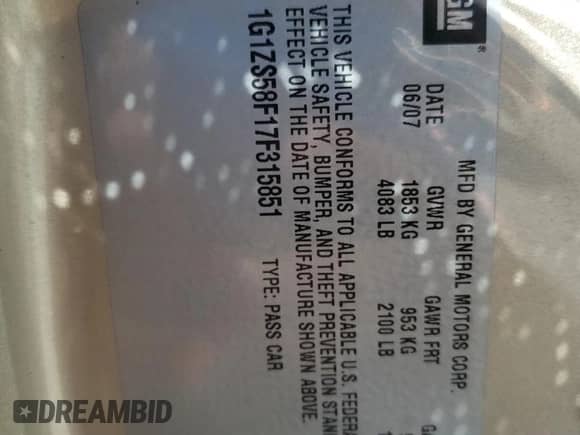 GM ®
MFD BY GENERAL MOTORS CORP.
DATE GVWR GAWR FRT
06/07 1853 KG 953 KG
4083 LB 2100 LB
THIS VEHICLE CONFORMS TO ALL APPLICABLE U.S. FEDERA
VEHICLE SAFETY, BUMPER, AND THEFT PREVENTION STAN
EFFECT ON THE DATE OF MANUFACTURE SHOWN ABOVE.
1G1ZS58F17F315851 TYPE: PASS CAR
DREAMBID